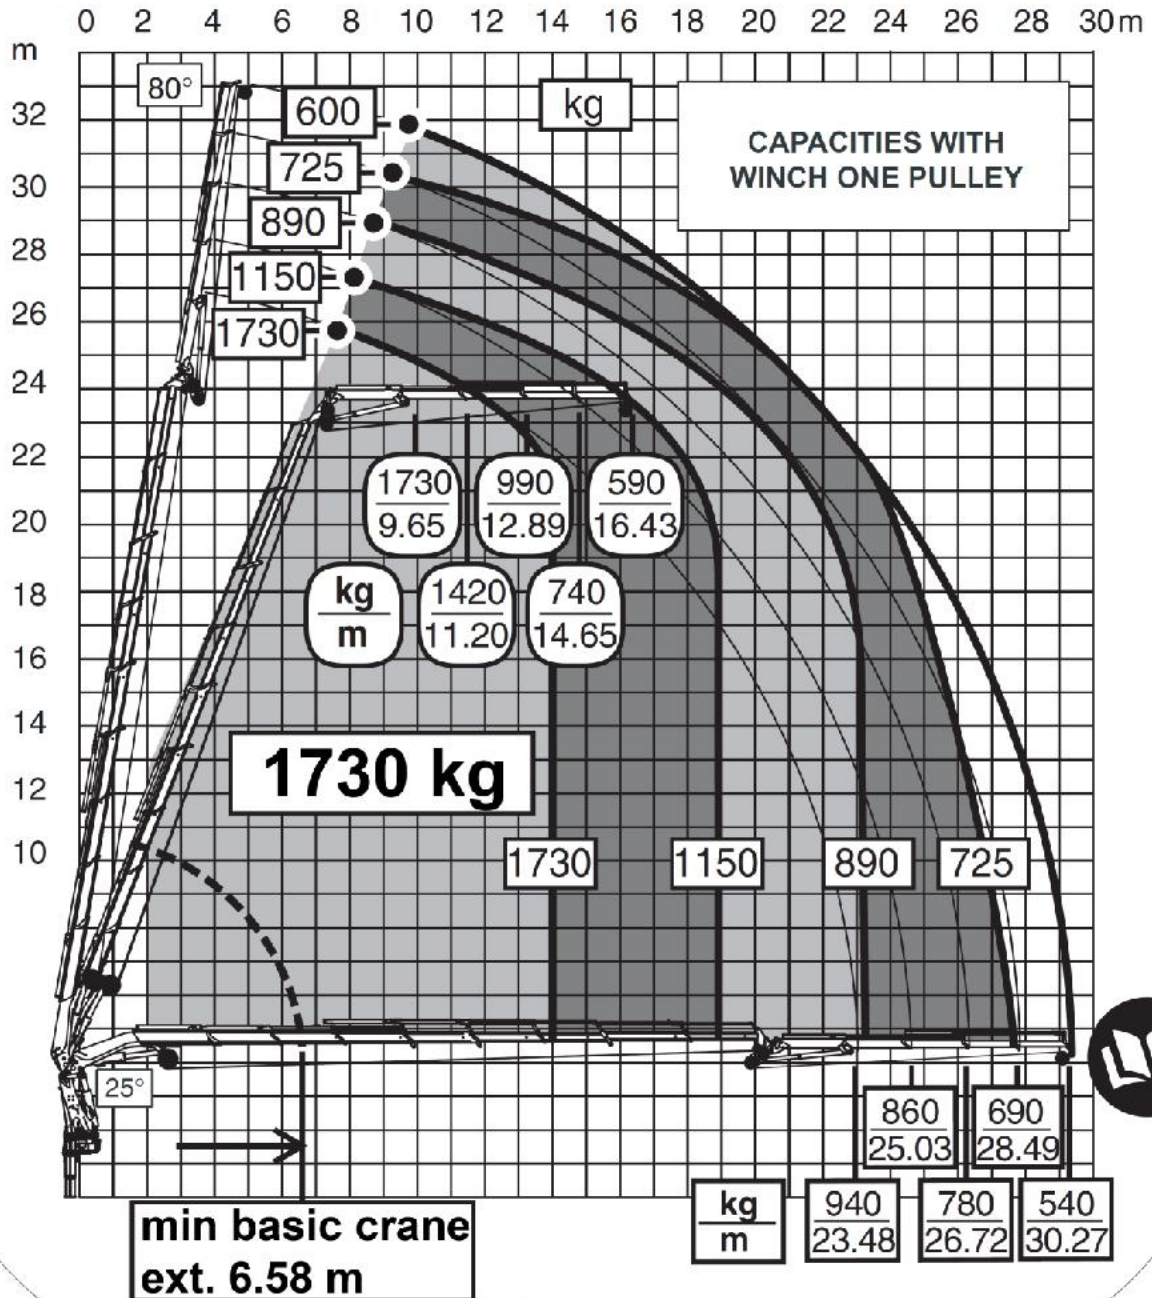 0 2 4 6 8 10 12 14 16 18 20 22 24 26 28 30 m
m
80°
kg
600
32
CAPACITIES WITH
WINCH ONE PULLEY
725
30
890
28
1150
26
1730
24
22
1730 990 590
9.65 12.89 16.43
20
18
kg 1420 740
m 11.20 14.65
16
14
1730 kg
12
10
1730 1150 890 725
25°
860 690
25.03 28.49
kg 940 780 540
m 23.48 26.72 30.27
min basic crane
ext. 6.58 m